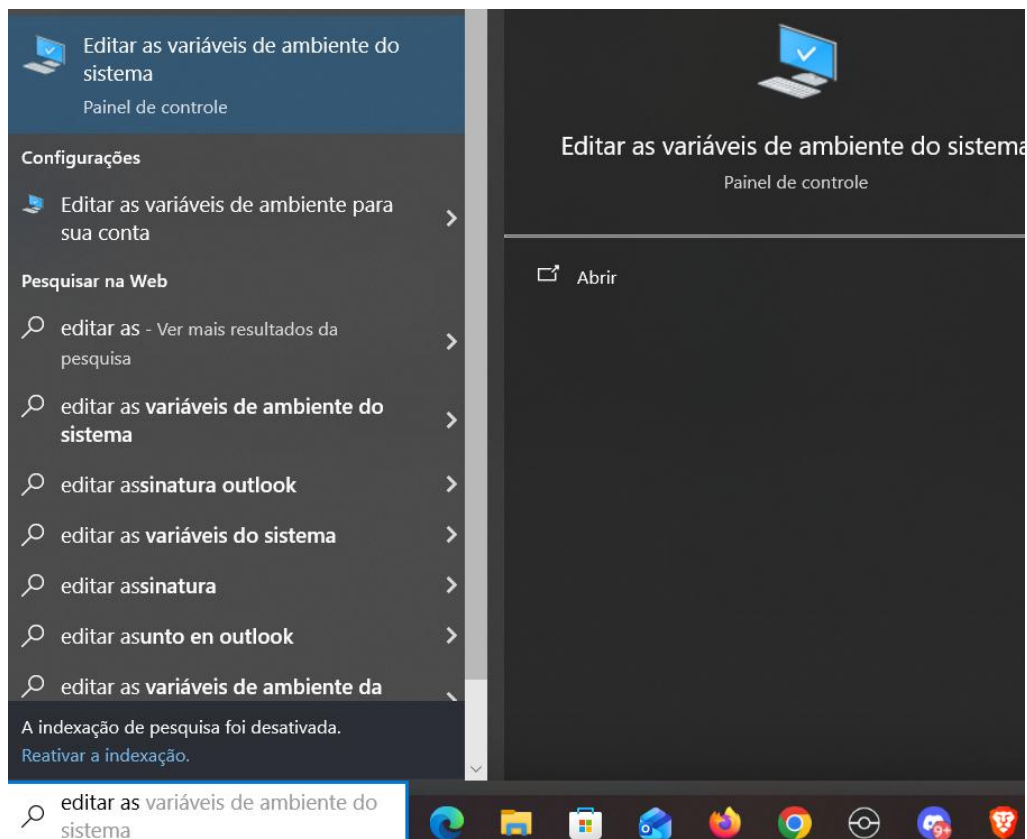 Editar as variáveis de ambiente do
sistema
Painel de controle
Configurações
Editar as variáveis de ambiente para
sua conta
Pesquisar na Web
editar as - Ver mais resultados da
pesquisa
editar as variáveis de ambiente do
sistema
editar assinatura outlook
editar as variáveis do sistema
editar assinatura
editar asunto en outlook
editar as variáveis de ambiente da
A indexação de pesquisa foi desativada.
Reativar a indexação.
editar as variáveis de ambiente do
sistema
Editar as variáveis de ambiente do sistema
Painel de controle
Abrir
9+